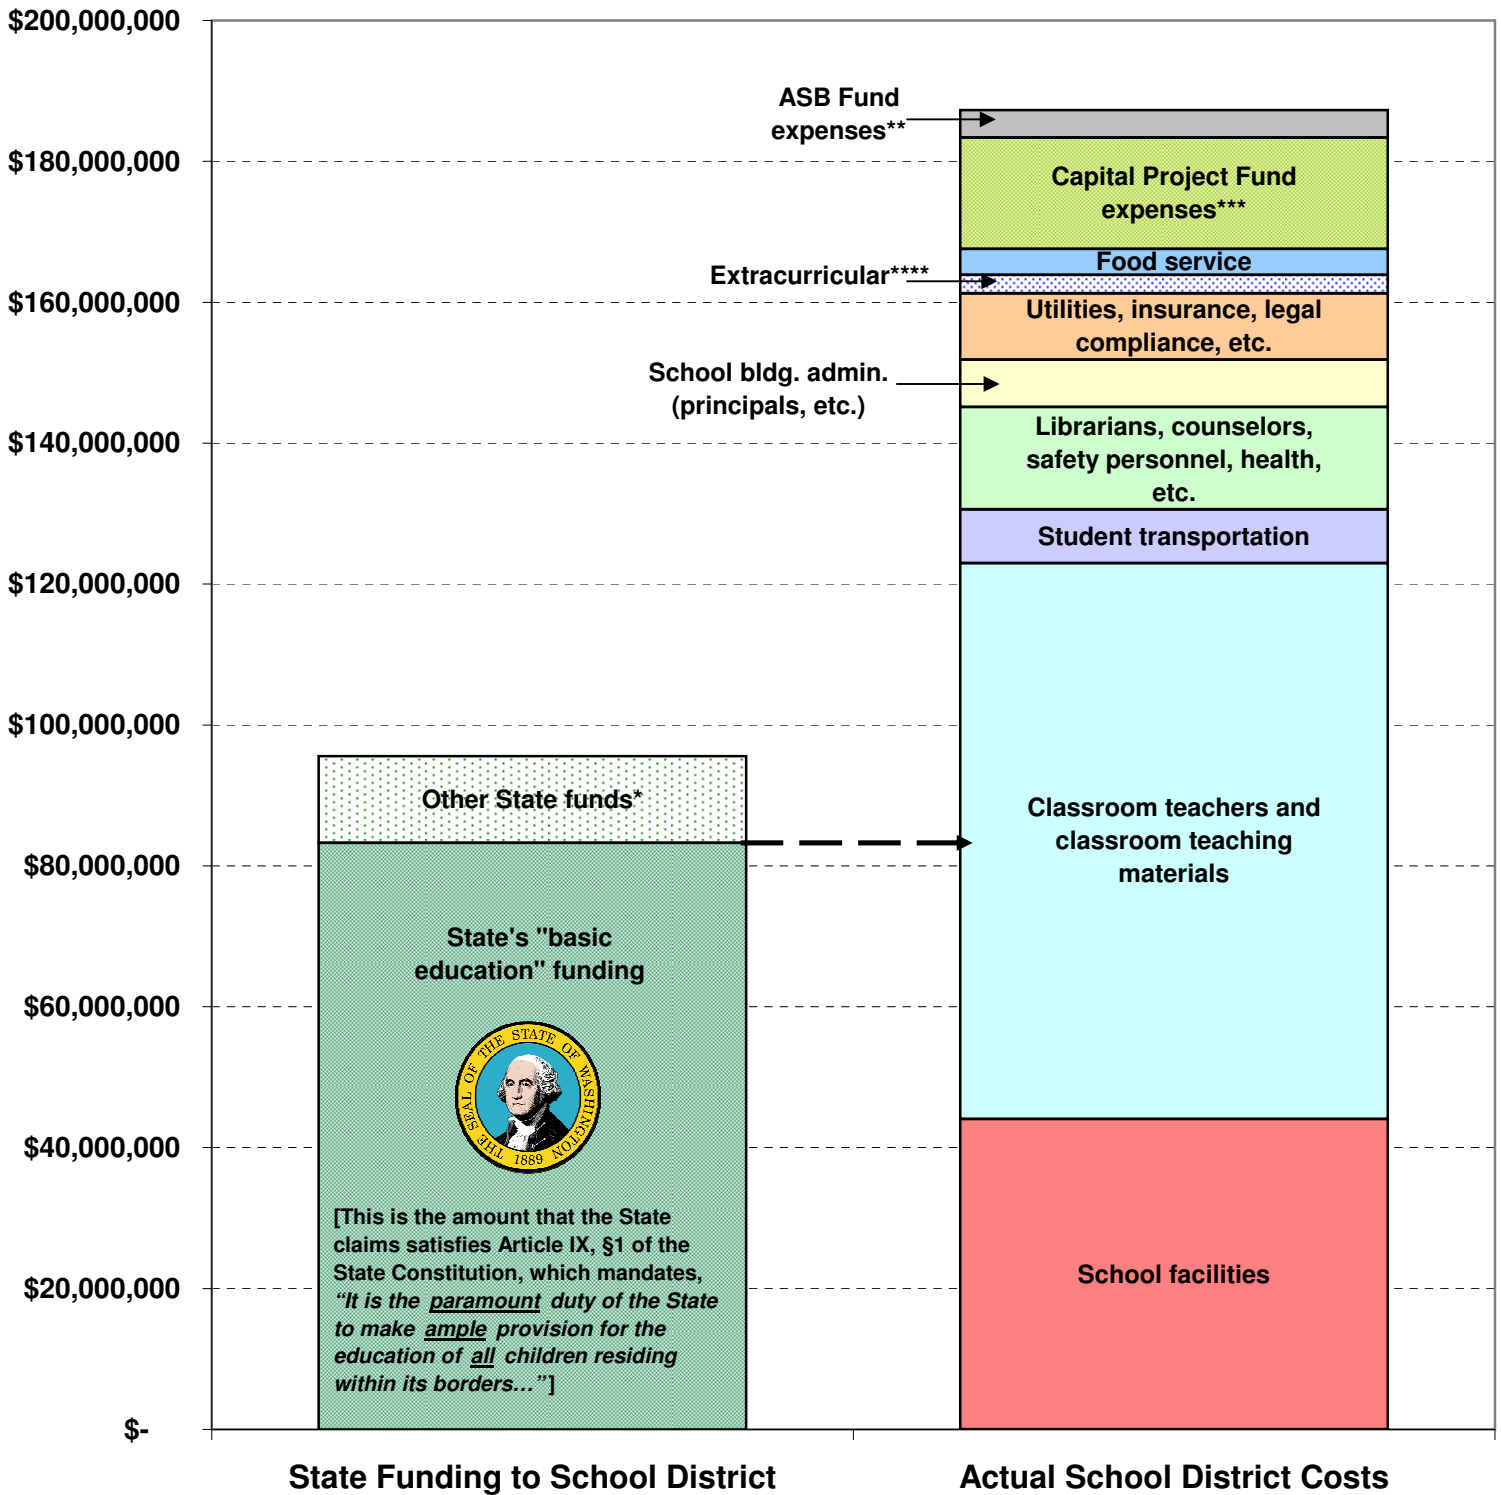 $200,000,000
$180,000,000
$160,000,000
$140,000,000
$120,000,000
$100,000,000
$80,000,000
$60,000,000
$40,000,000
$20,000,000
$-
Other State funds*
State's "basic
education" funding
THE SEAL OF THE STATE OF WASHINGTON
1889
[This is the amount that the State
claims satisfies Article IX, §1 of the
State Constitution, which mandates,
“It is the paramount duty of the State
to make ample provision for the
education of all children residing
within its borders…”]
ASB Fund
expenses**
Capital Project Fund
expenses***
Food service
Extracurricular****
Utilities, insurance, legal
compliance, etc.
School bldg. admin.
(principals, etc.)
Librarians, counselors,
safety personnel, health,
etc.
Student transportation
Classroom teachers and
classroom teaching
materials
School facilities
State Funding to School District
Actual School District Costs